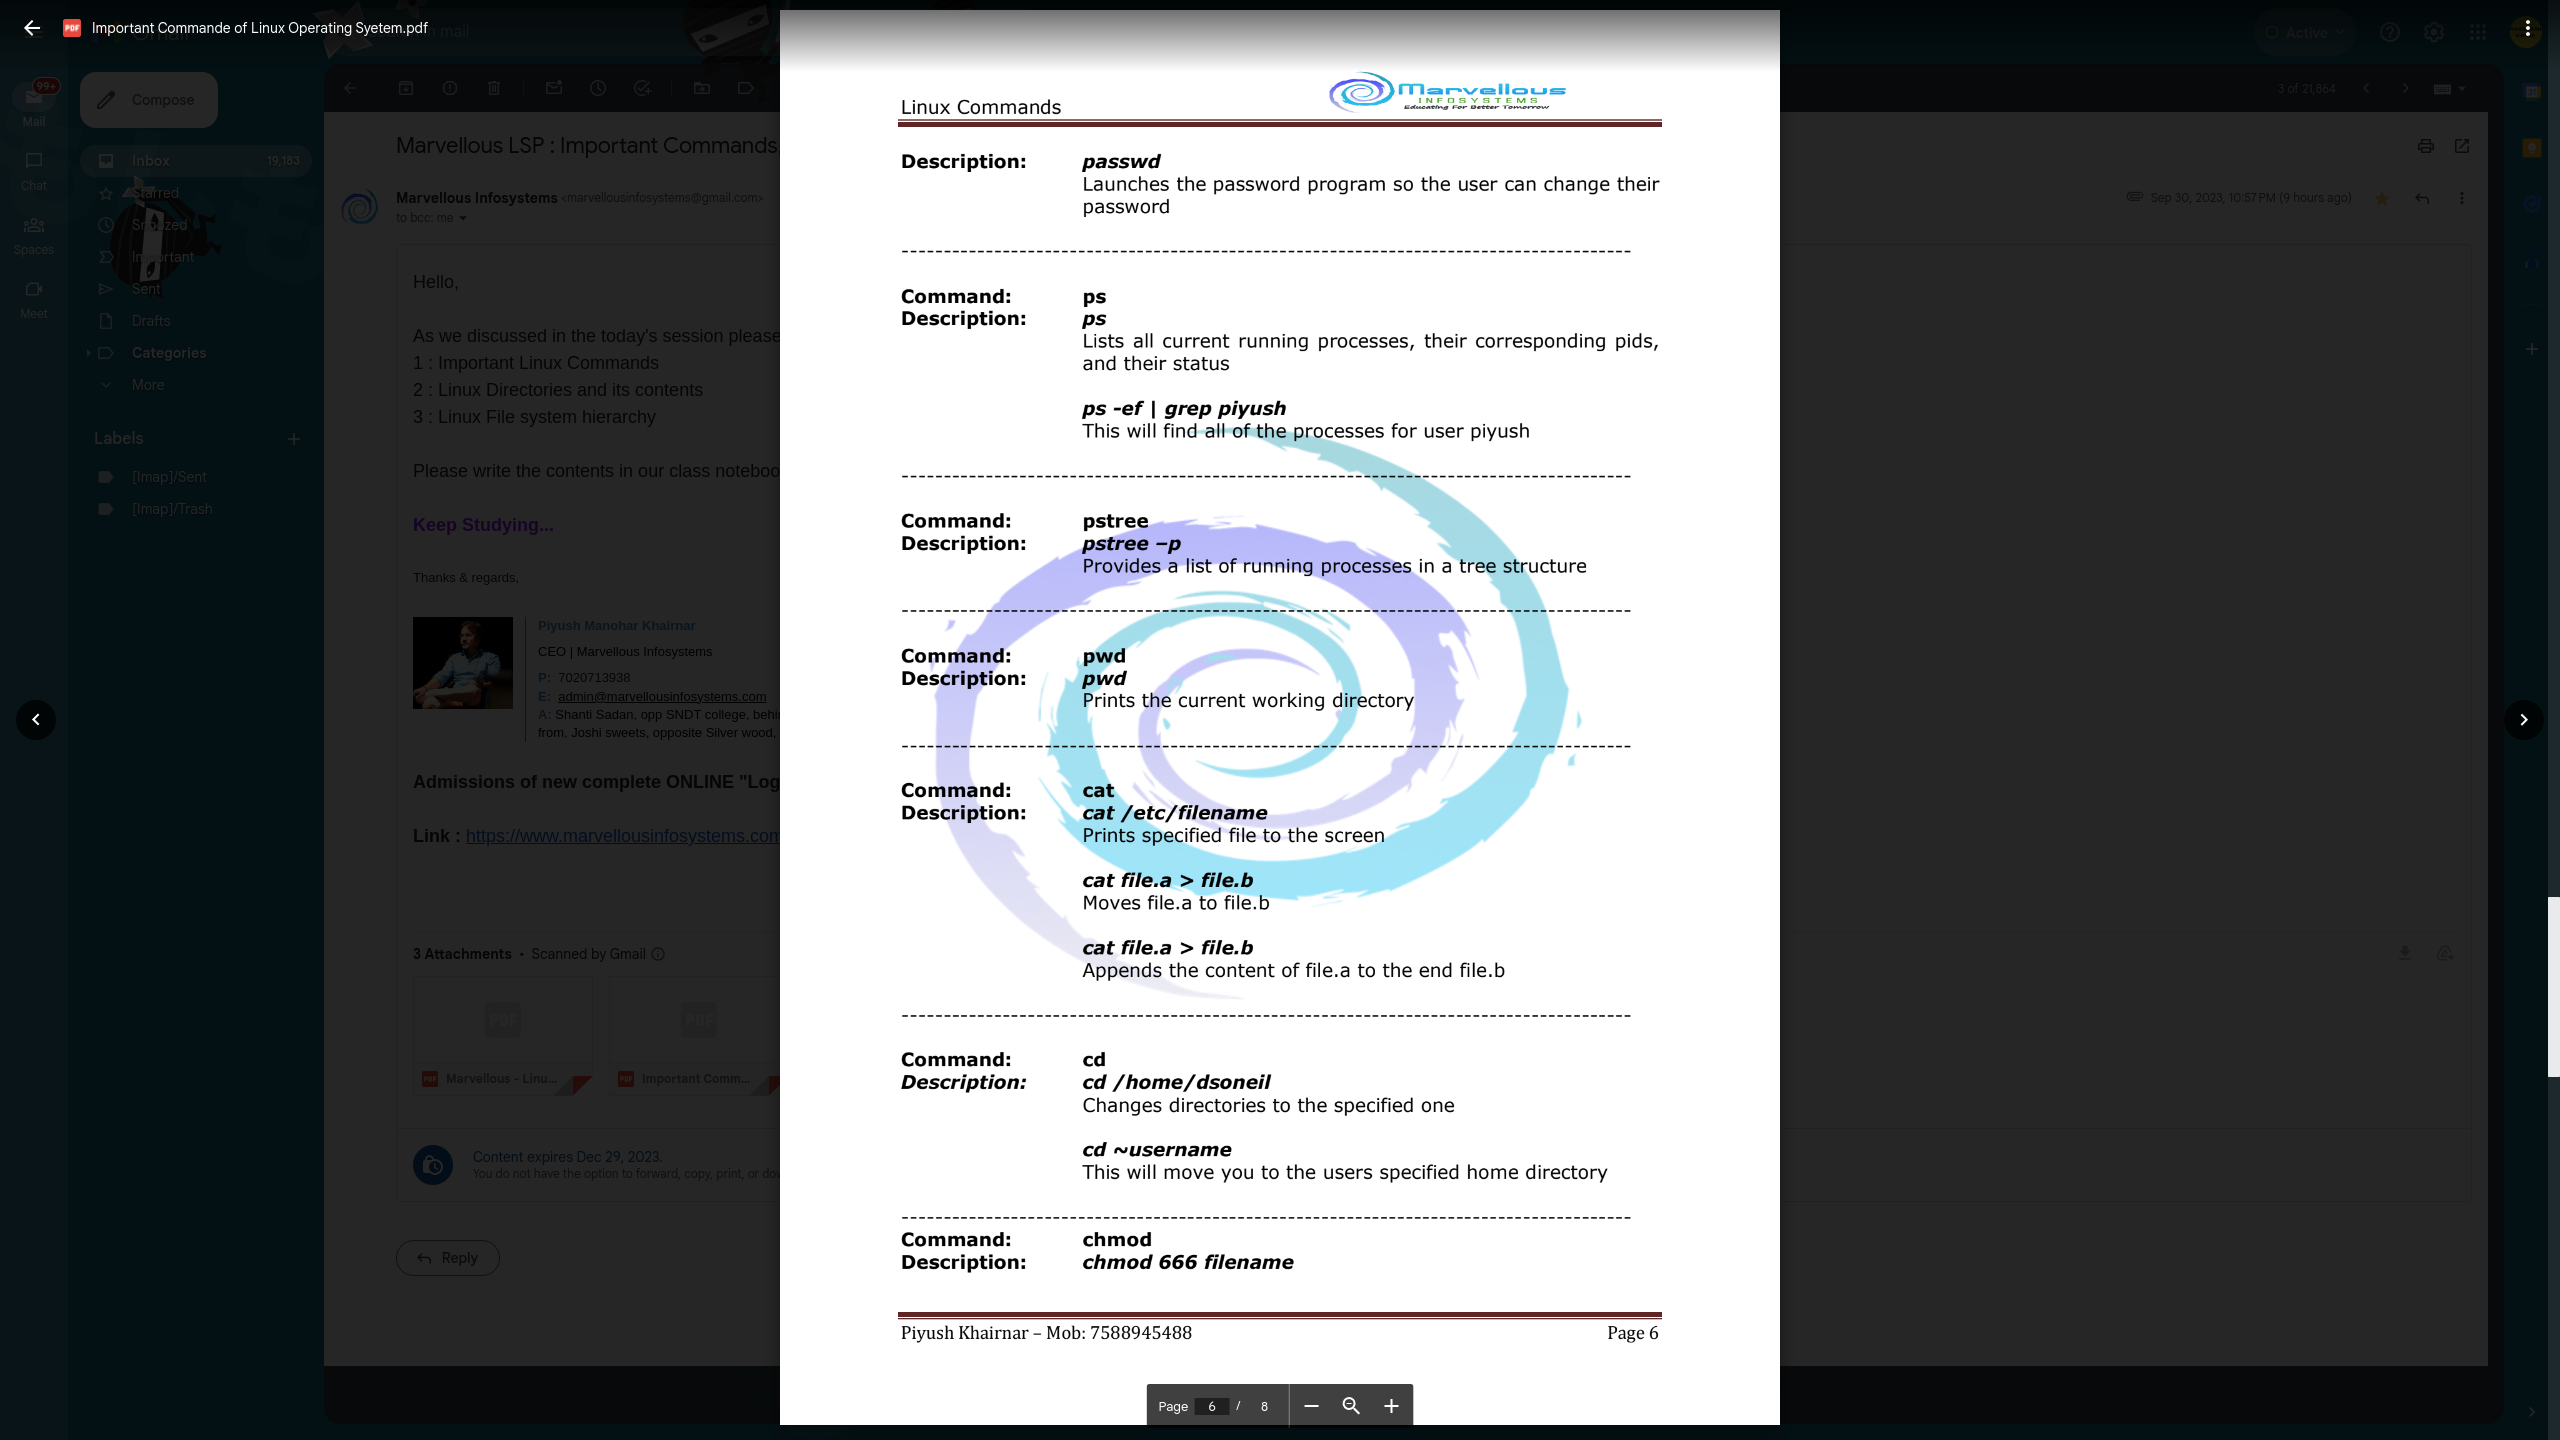 Important Commande of Linux Operating Syetem.pdf
mail
Active
99+
Mail
Chat
Spaces
Meet
Compose
Inbox 19,183
Starred
Snoozed
Important
Sent
Drafts
Categories
More
Labels
[Imap]/Sent
[Imap]/Trash
3 of 21,864
Marvellous LSP : Important Commands
Marvellous Infosystems <marvellousinfosystems@gmail.com>
to bcc: me
Sep 30, 2023, 10:57 PM (9 hours ago)
Hello,
As we discussed in the today's session please
1 : Important Linux Commands
2 : Linux Directories and its contents
3 : Linux File system hierarchy
Please write the contents in our class noteboo
Keep Studying...
Thanks & regards,
Piyush Manohar Khairnar
CEO | Marvellous Infosystems
P: 7020713938
E: admin@marvellousinfosystems.com
A: Shanti Sadan, opp SNDT college, behi
from, Joshi sweets, opposite Silver wood,
Admissions of new complete ONLINE "Log
Link : https://www.marvellousinfosystems.com
3 Attachments • Scanned by Gmail
PDF
PDF
PDF Marvellous - Linu...
PDF Important Comm...
Content expires Dec 29, 2023.
You do not have the option to forward, copy, print, or dow
Reply
Linux Commands
Marvellous
INFOSYSTEMS
Educating For Better Tomorrow
Description: passwd
Launches the password program so the user can change their
password
--------------------------------------------------------------------------------------
Command: ps
Description: ps
Lists all current running processes, their corresponding pids,
and their status
ps -ef | grep piyush
This will find all of the processes for user piyush
--------------------------------------------------------------------------------------
Command: pstree
Description: pstree –p
Provides a list of running processes in a tree structure
--------------------------------------------------------------------------------------
Command: pwd
Description: pwd
Prints the current working directory
--------------------------------------------------------------------------------------
Command: cat
Description: cat /etc/filename
Prints specified file to the screen
cat file.a > file.b
Moves file.a to file.b
cat file.a > file.b
Appends the content of file.a to the end file.b
--------------------------------------------------------------------------------------
Command: cd
Description: cd /home/dsoneil
Changes directories to the specified one
cd ~username
This will move you to the users specified home directory
--------------------------------------------------------------------------------------
Command: chmod
Description: chmod 666 filename
Piyush Khairnar – Mob: 7588945488 Page 6
Page 6 / 8